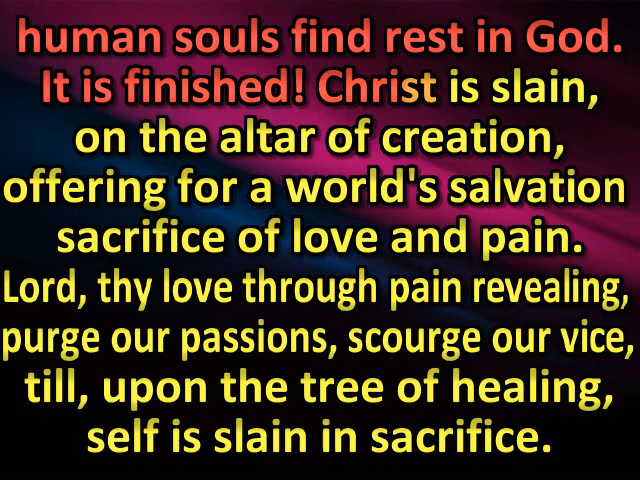 human souls find rest in God.
It is finished! Christ is slain,
on the altar of creation,
offering for a world's salvation
sacrifice of love and pain.
Lord, thy love through pain revealing,
purge our passions, scourge our vice,
till, upon the tree of healing,
self is slain in sacrifice.